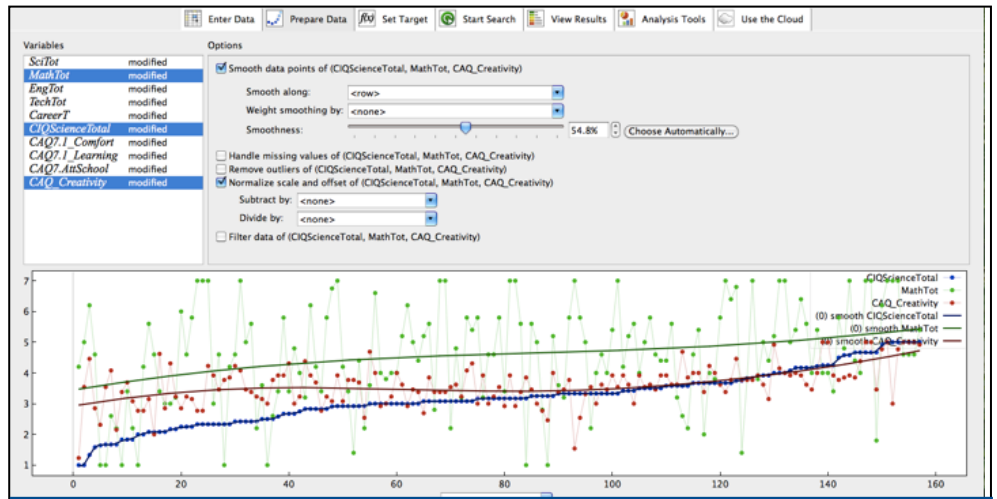 Enter Data Prepare Data f(x) Set Target Start Search View Results Analysis Tools Use the Cloud
Variables Options
SciTot modified
MathTot modified
EngTot modified
TechTot modified
CareerT modified
CIQScienceTotal modified
CAQ7.1_Comfort modified
CAQ7.1_Learning modified
CAQ7.AttSchool modified
CAQ_Creativity modified
Smooth data points of (CIQScienceTotal, MathTot, CAQ_Creativity)
Smooth along: <row>
Weight smoothing by: <none>
Smoothness: 54.8% Choose Automatically...
Handle missing values of (CIQScienceTotal, MathTot, CAQ_Creativity)
Remove outliers of (CIQScienceTotal, MathTot, CAQ_Creativity)
Normalize scale and offset of (CIQScienceTotal, MathTot, CAQ_Creativity)
Subtract by: <none>
Divide by: <none>
Filter data of (CIQScienceTotal, MathTot, CAQ_Creativity)
CIQScienceTotal
MathTot
CAQ_Creativity
(0) smooth CIQScienceTotal
(0) smooth MathTot
(0) smooth CAQ_Creativity
7
6
5
4
3
2
1
0 20 40 60 80 100 120 140 160